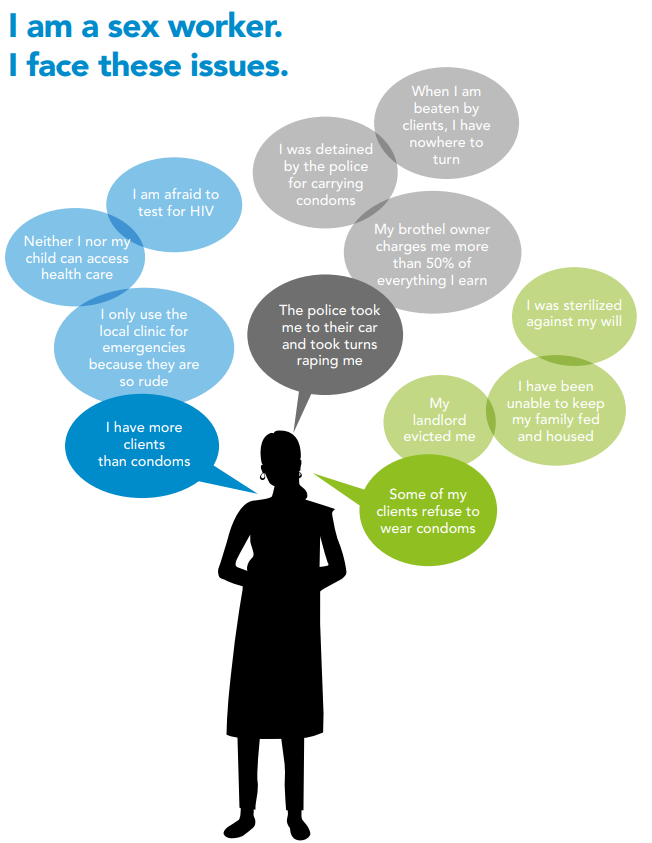 I am a sex worker.
I face these issues.
When I am
beaten by
clients, I have
nowhere to
turn
I was detained
by the police
for carrying
condoms
My brothel owner
charges me more
than 50% of
everything I earn
The police took
me to their car
and took turns
raping me
I am afraid to
test for HIV
Neither I nor my
child can access
health care
I only use the
local clinic for
emergencies
because they are
so rude
I have more
clients
than condoms
I was sterilized
against my will
I have been
unable to keep
my family fed
and housed
My
landlord
evicted me
Some of my
clients refuse to
wear condoms